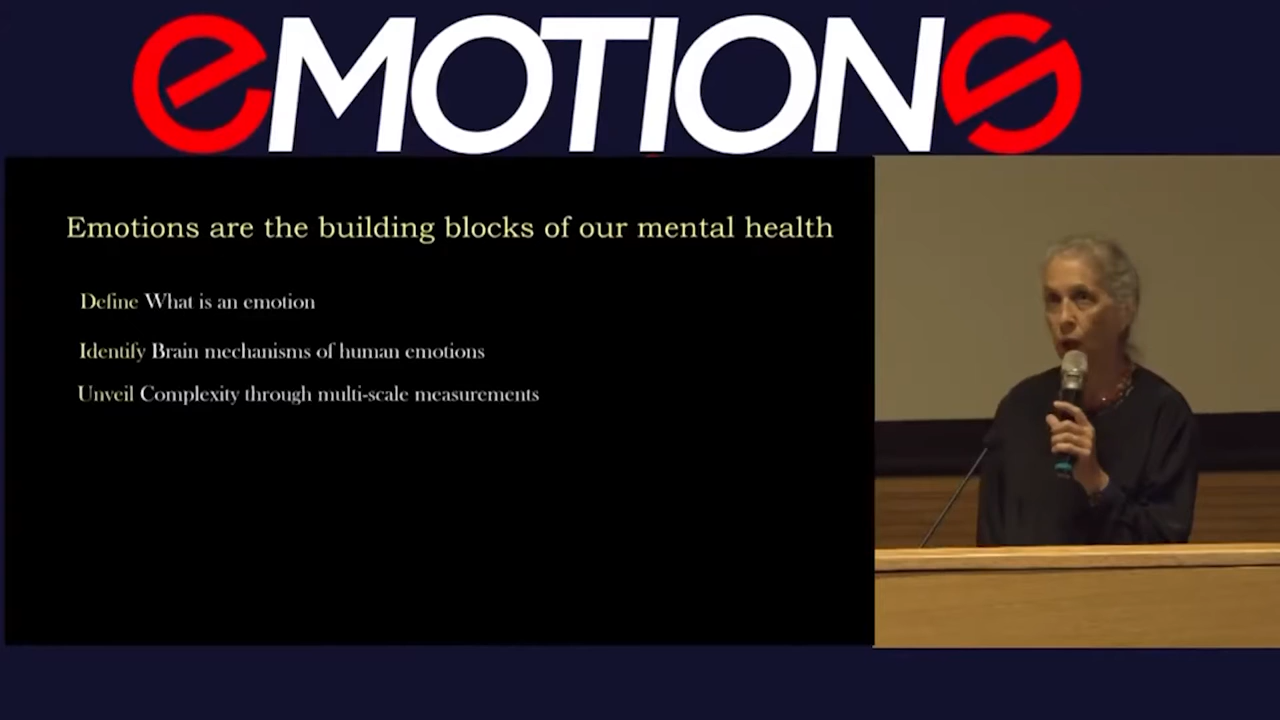 eMOTIONS
Emotions are the building blocks of our mental health
Define What is an emotion
Identify Brain mechanisms of human emotions
Unveil Complexity through multi-scale measurements